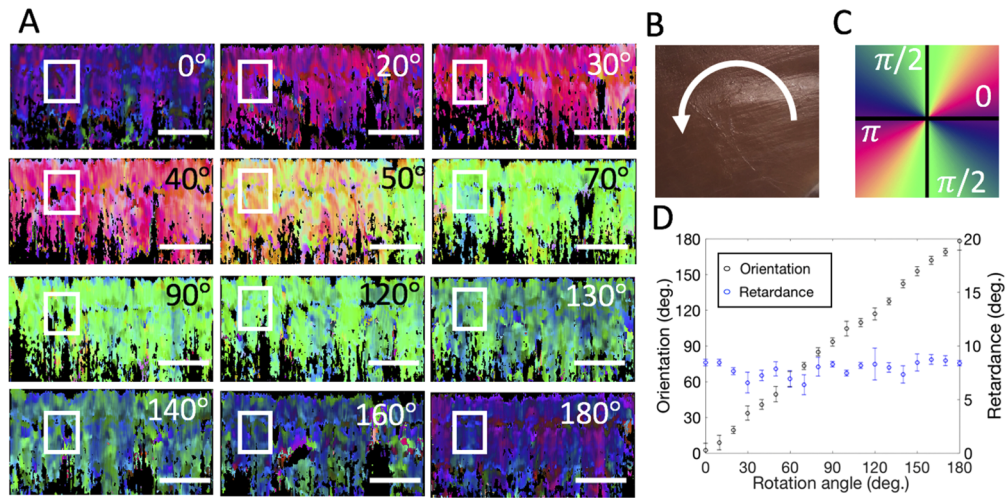 A
0°
20°
30°
40°
50°
70°
90°
120°
130°
140°
160°
180°
B
C
π/2
0
π
π/2
D
Orientation (deg.)
180
150
120
90
60
30
0
Orientation
Retardance
20
15
10
5
0
Retardance (deg.)
0 30 60 90 120 150 180
Rotation angle (deg.)